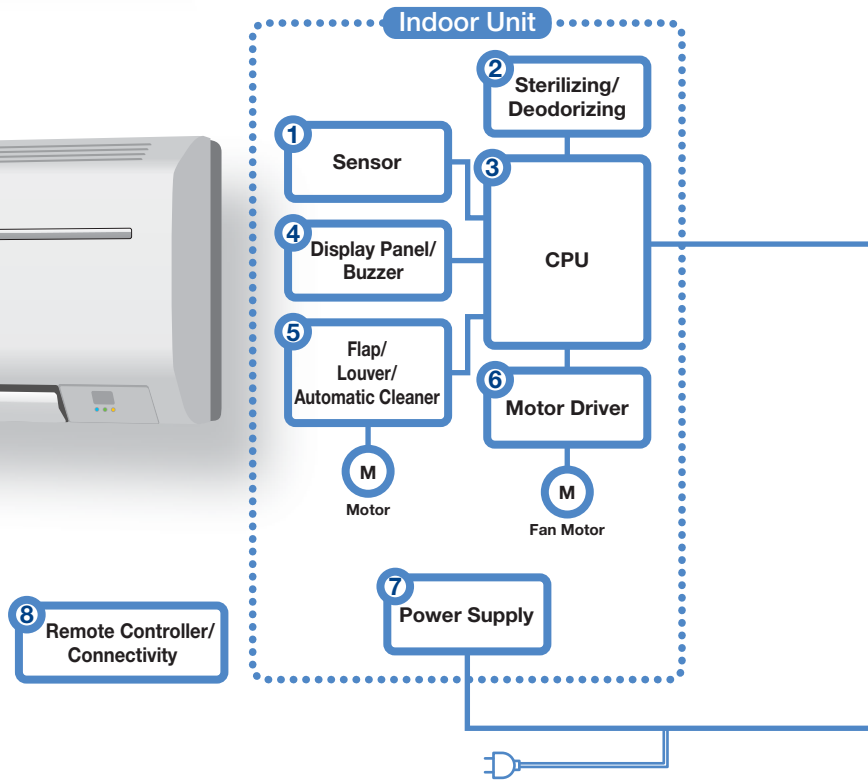 Indoor Unit
2
Sterilizing/
Deodorizing
1
Sensor
3
CPU
4
Display Panel/
Buzzer
5
Flap/
Louver/
Automatic Cleaner
6
Motor Driver
M
Motor
M
Fan Motor
7
Power Supply
8
Remote Controller/
Connectivity